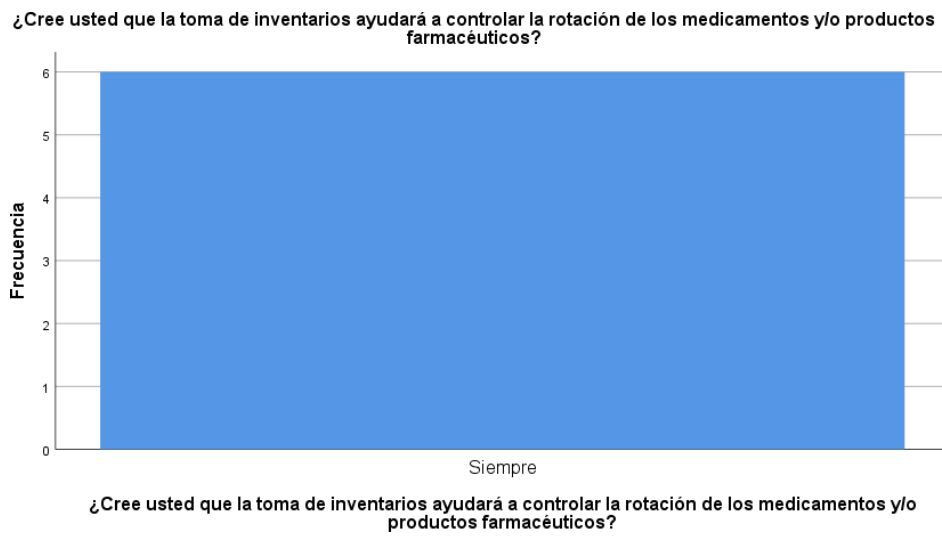 ¿Cree usted que la toma de inventarios ayudará a controlar la rotación de los medicamentos y/o productos
farmacéuticos?
6
5
4
3
2
1
0
Frecuencia
Siempre
¿Cree usted que la toma de inventarios ayudará a controlar la rotación de los medicamentos y/o
productos farmacéuticos?